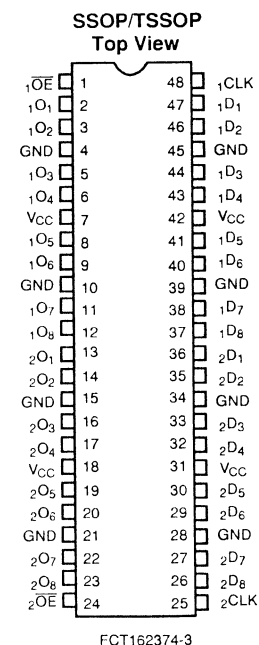 SSOP/TSSOP
Top View
1OE 1 48 1CLK
1O1 2 47 1D1
1O2 3 46 1D2
GND 4 45 GND
1O3 5 44 1D3
1O4 6 43 1D4
VCC 7 42 VCC
1O5 8 41 1D5
1O6 9 40 1D6
GND 10 39 GND
1O7 11 38 1D7
1O8 12 37 1D8
2O1 13 36 2D1
2O2 14 35 2D2
GND 15 34 GND
2O3 16 33 2D3
2O4 17 32 2D4
VCC 18 31 VCC
2O5 19 30 2D5
2O6 20 29 2D6
GND 21 28 GND
2O7 22 27 2D7
2O8 23 26 2D8
2OE 24 25 2CLK
FCT162374-3